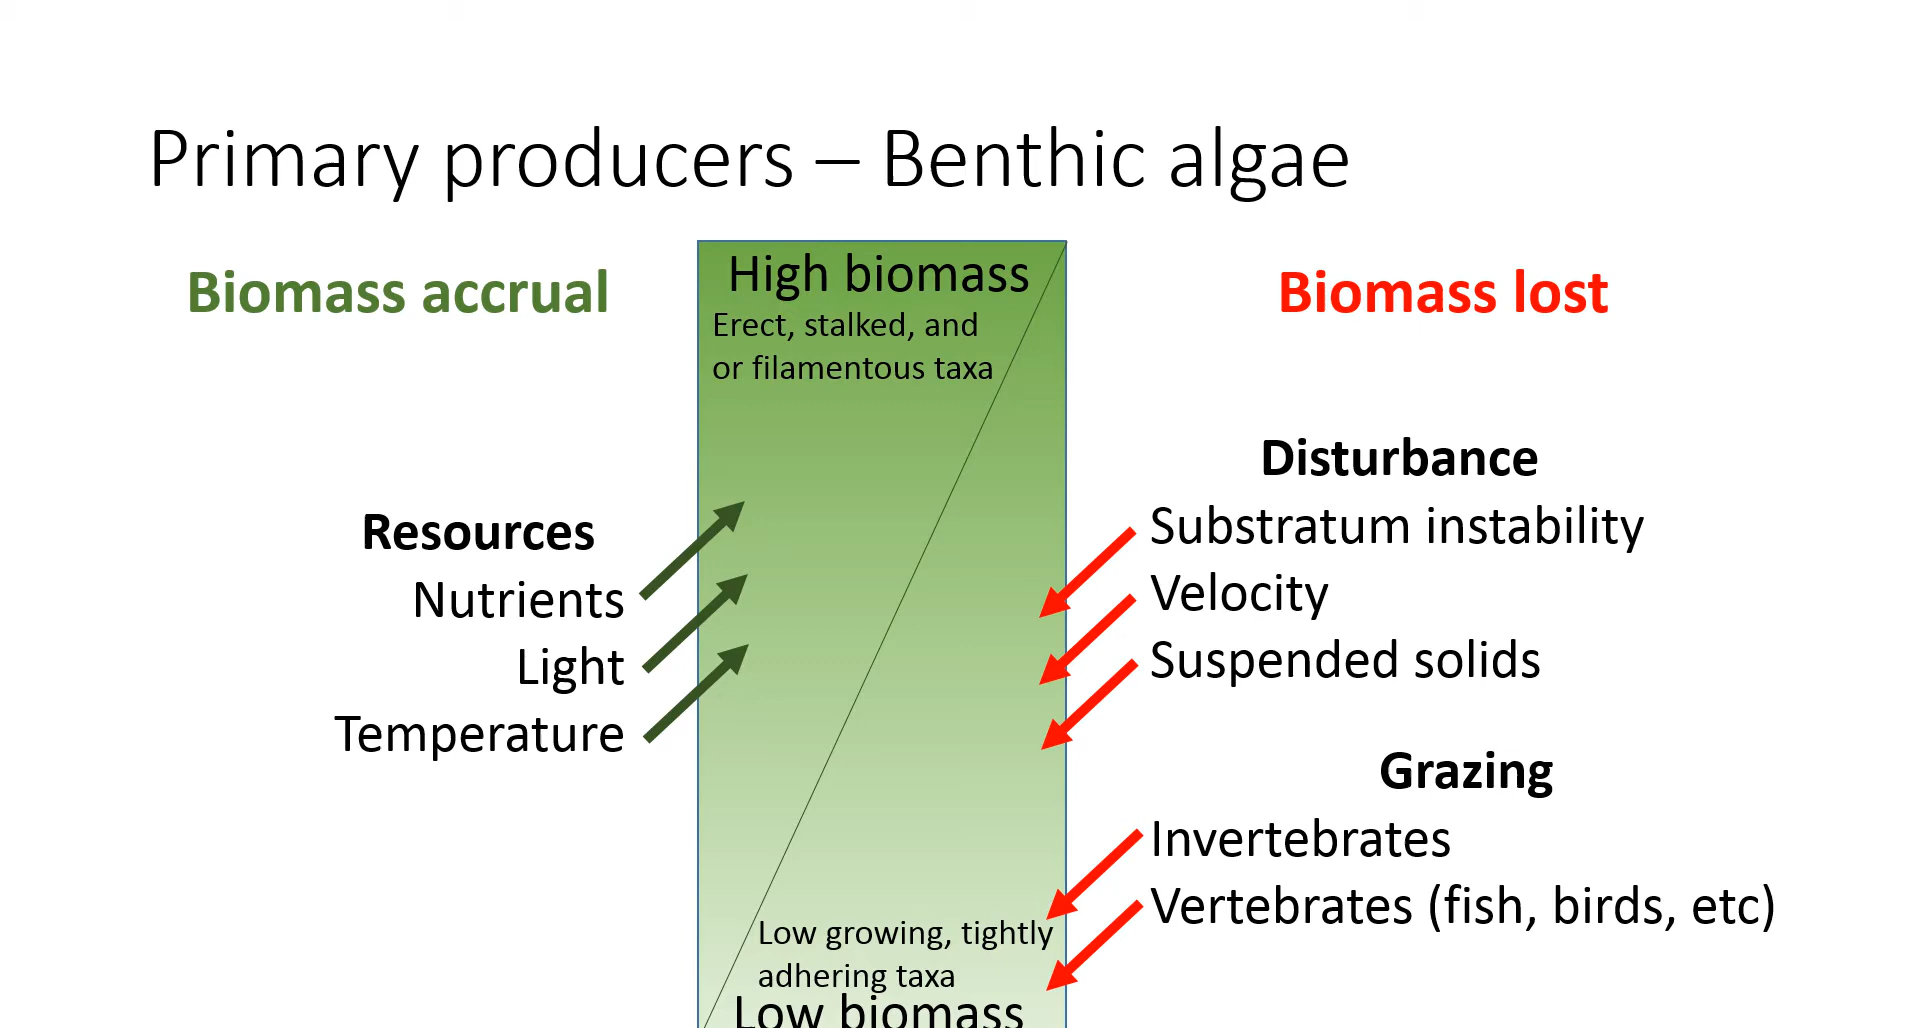 Primary producers – Benthic algae
Biomass accrual
Resources
Nutrients
Light
Temperature
High biomass
Erect, stalked, and
or filamentous taxa
Low growing, tightly
adhering taxa
Low biomass
Biomass lost
Disturbance
Substratum instability
Velocity
Suspended solids
Grazing
Invertebrates
Vertebrates (fish, birds, etc)